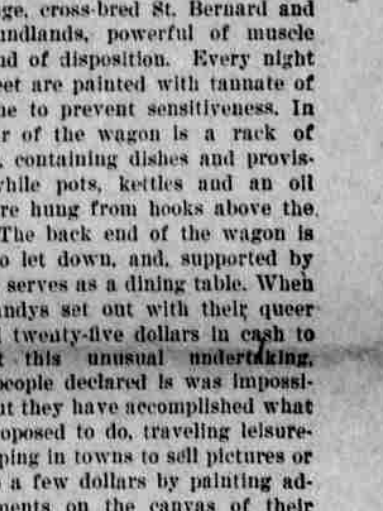 ge, cross-bred St. Bernard and
undlands, powerful of muscle
nd of disposition. Every night
eet are painted with tannate of
ne to prevent sensitiveness. In
r of the wagon is a rack of
, containing dishes and provis-
while pots, kettles and an oil
re hung from hooks above the
The back end of the wagon is
o let down, and, supported by
serves as a dining table. When
andys set out with their queer
l twenty-five dollars in cash to
t this unusual undertaking,
people declared is was impossi-
ut they have accomplished what
oposed to do, traveling leisure-
ping in towns to sell pictures or
a few dollars by painting ad-
ments on the canvas of their